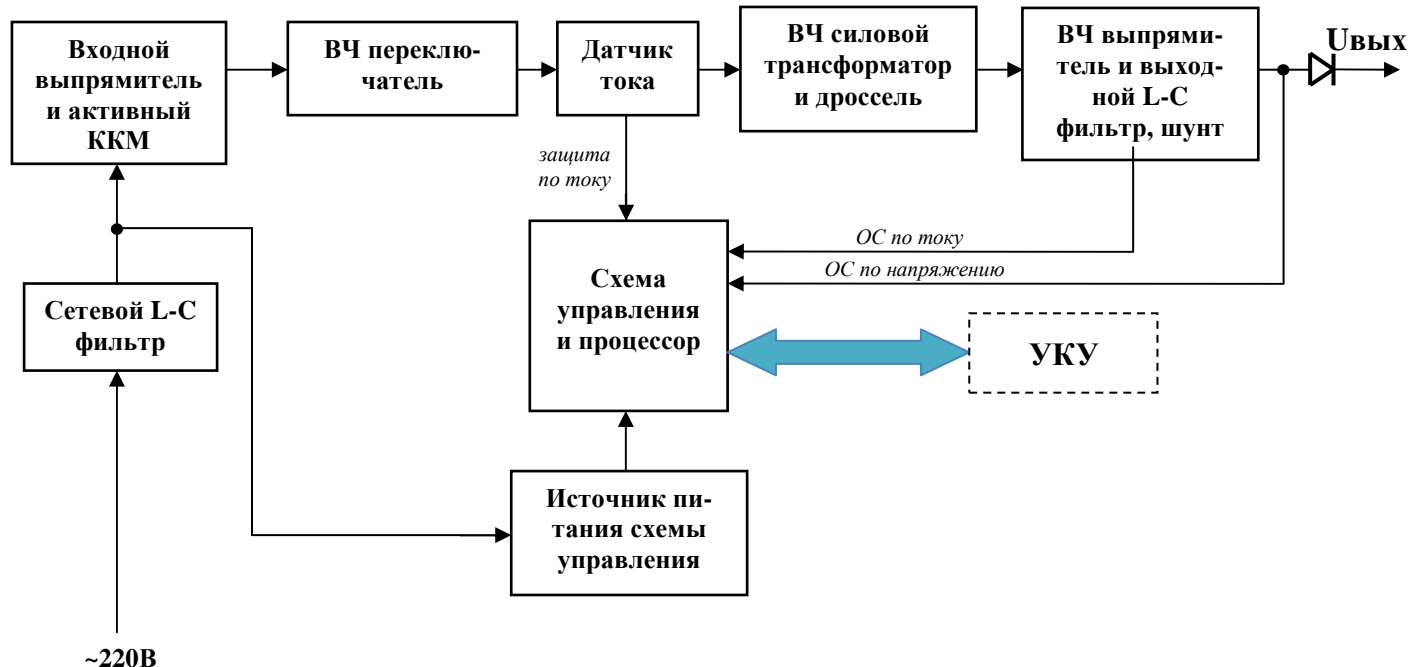 Входной
выпрямитель
и активный
ККМ
ВЧ переклю-
чатель
Датчик
тока
ВЧ силовой
трансформатор
и дроссель
ВЧ выпрями-
тель и выход-
ной L-C
фильтр, шунт
Uвых
защита
по току
ОС по току
ОС по напряжению
Схема
управления
и процессор
Сетевой L-C
фильтр
УКУ
Источник пи-
тания схемы
управления
~220В